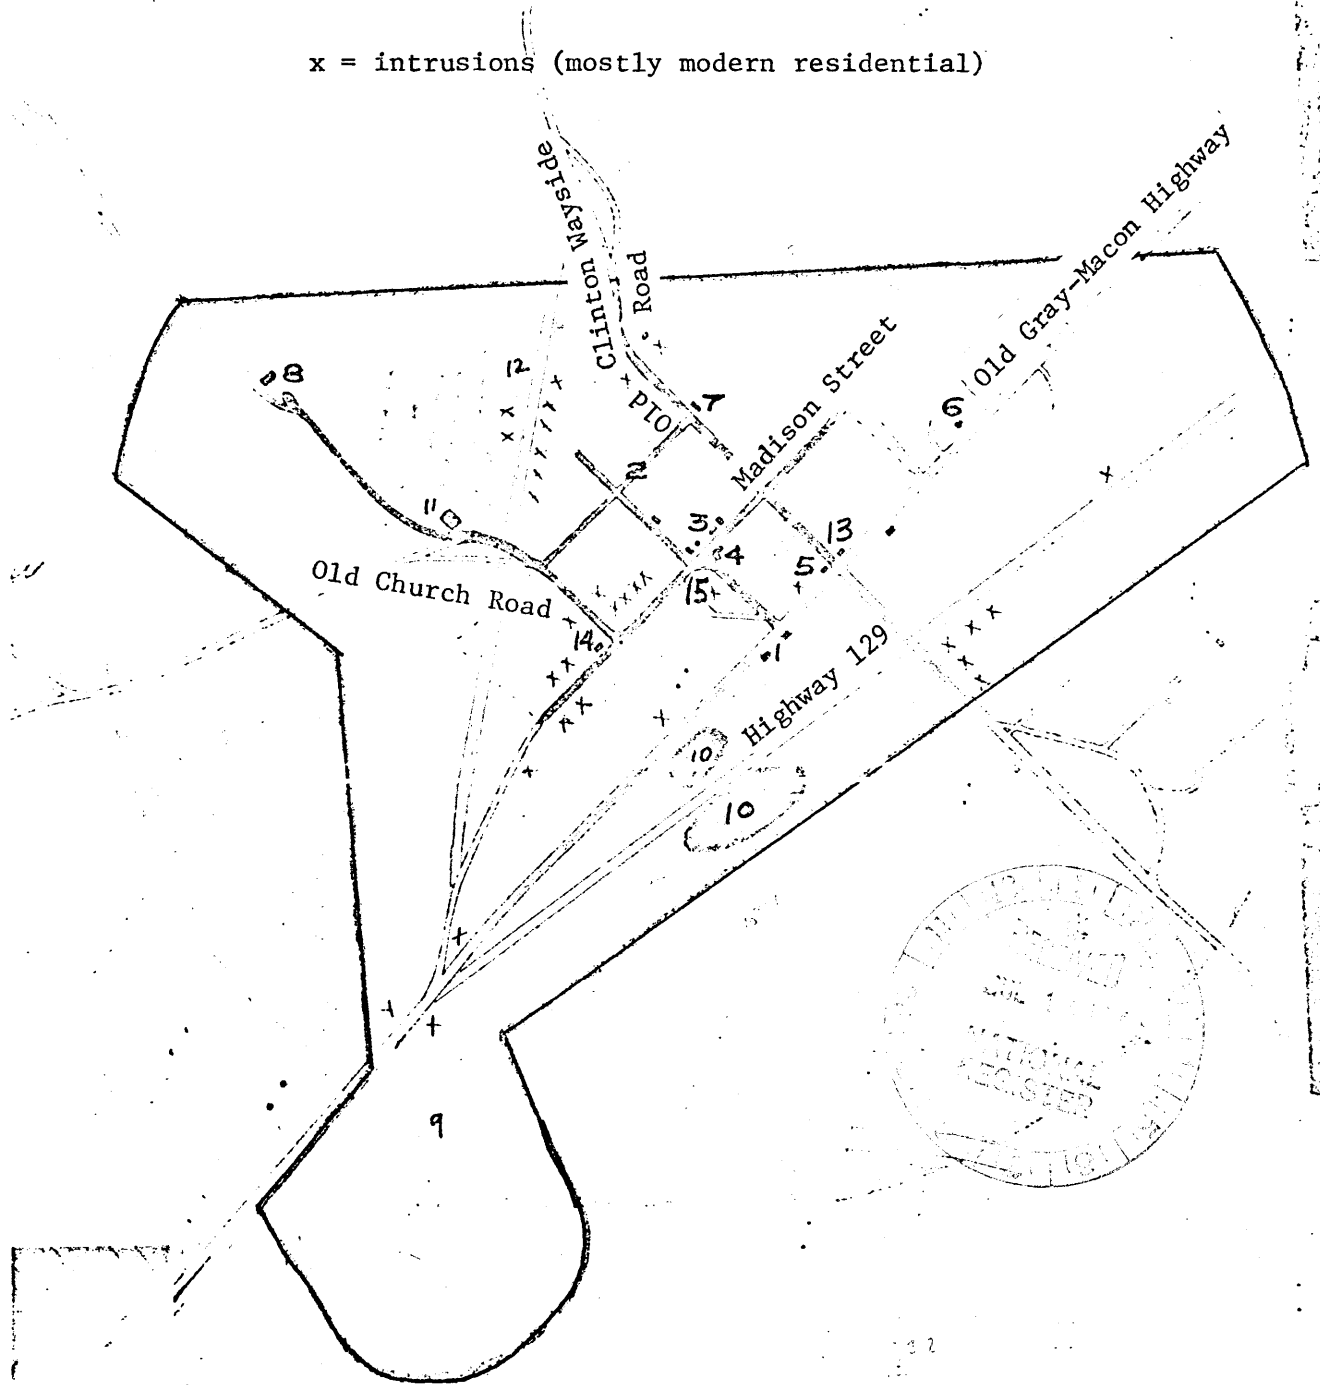 x = intrusions (mostly modern residential)
Old Clinton Wayside Road
Old Gray-Macon Highway
Madison Street
8
12
7
6
2
11
3
4
13
5
15
Old Church Road
14
1
Highway 129
10
10
9
NATIONAL
REGISTER